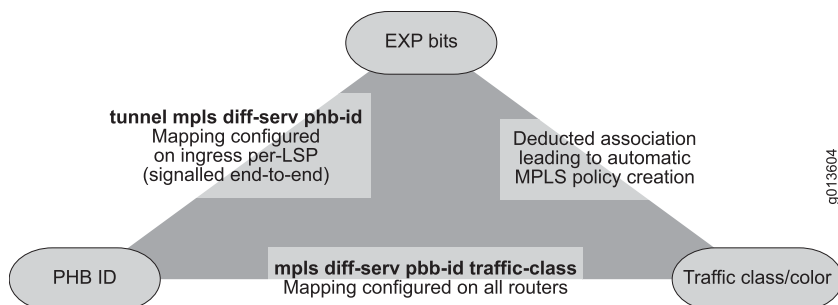 EXP bits
tunnel mpls diff-serv phb-id
Mapping configured
on ingress per-LSP
(signalled end-to-end)
Deducted association
leading to automatic
MPLS policy creation
g013604
PHB ID
mpls diff-serv pbb-id traffic-class
Mapping configured on all routers
Traffic class/color